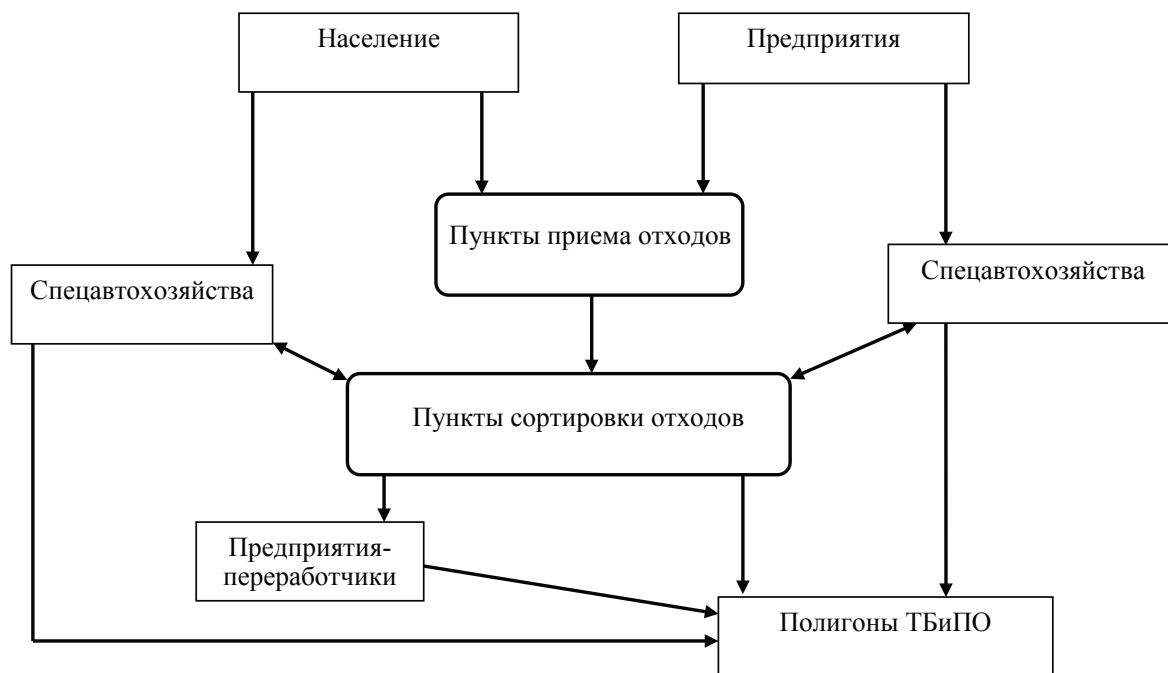 Население
Предприятия
Пункты приема отходов
Спецавтохозяйства
Спецавтохозяйства
Пункты сортировки отходов
Предприятия-
переработчики
Полигоны ТБиПО